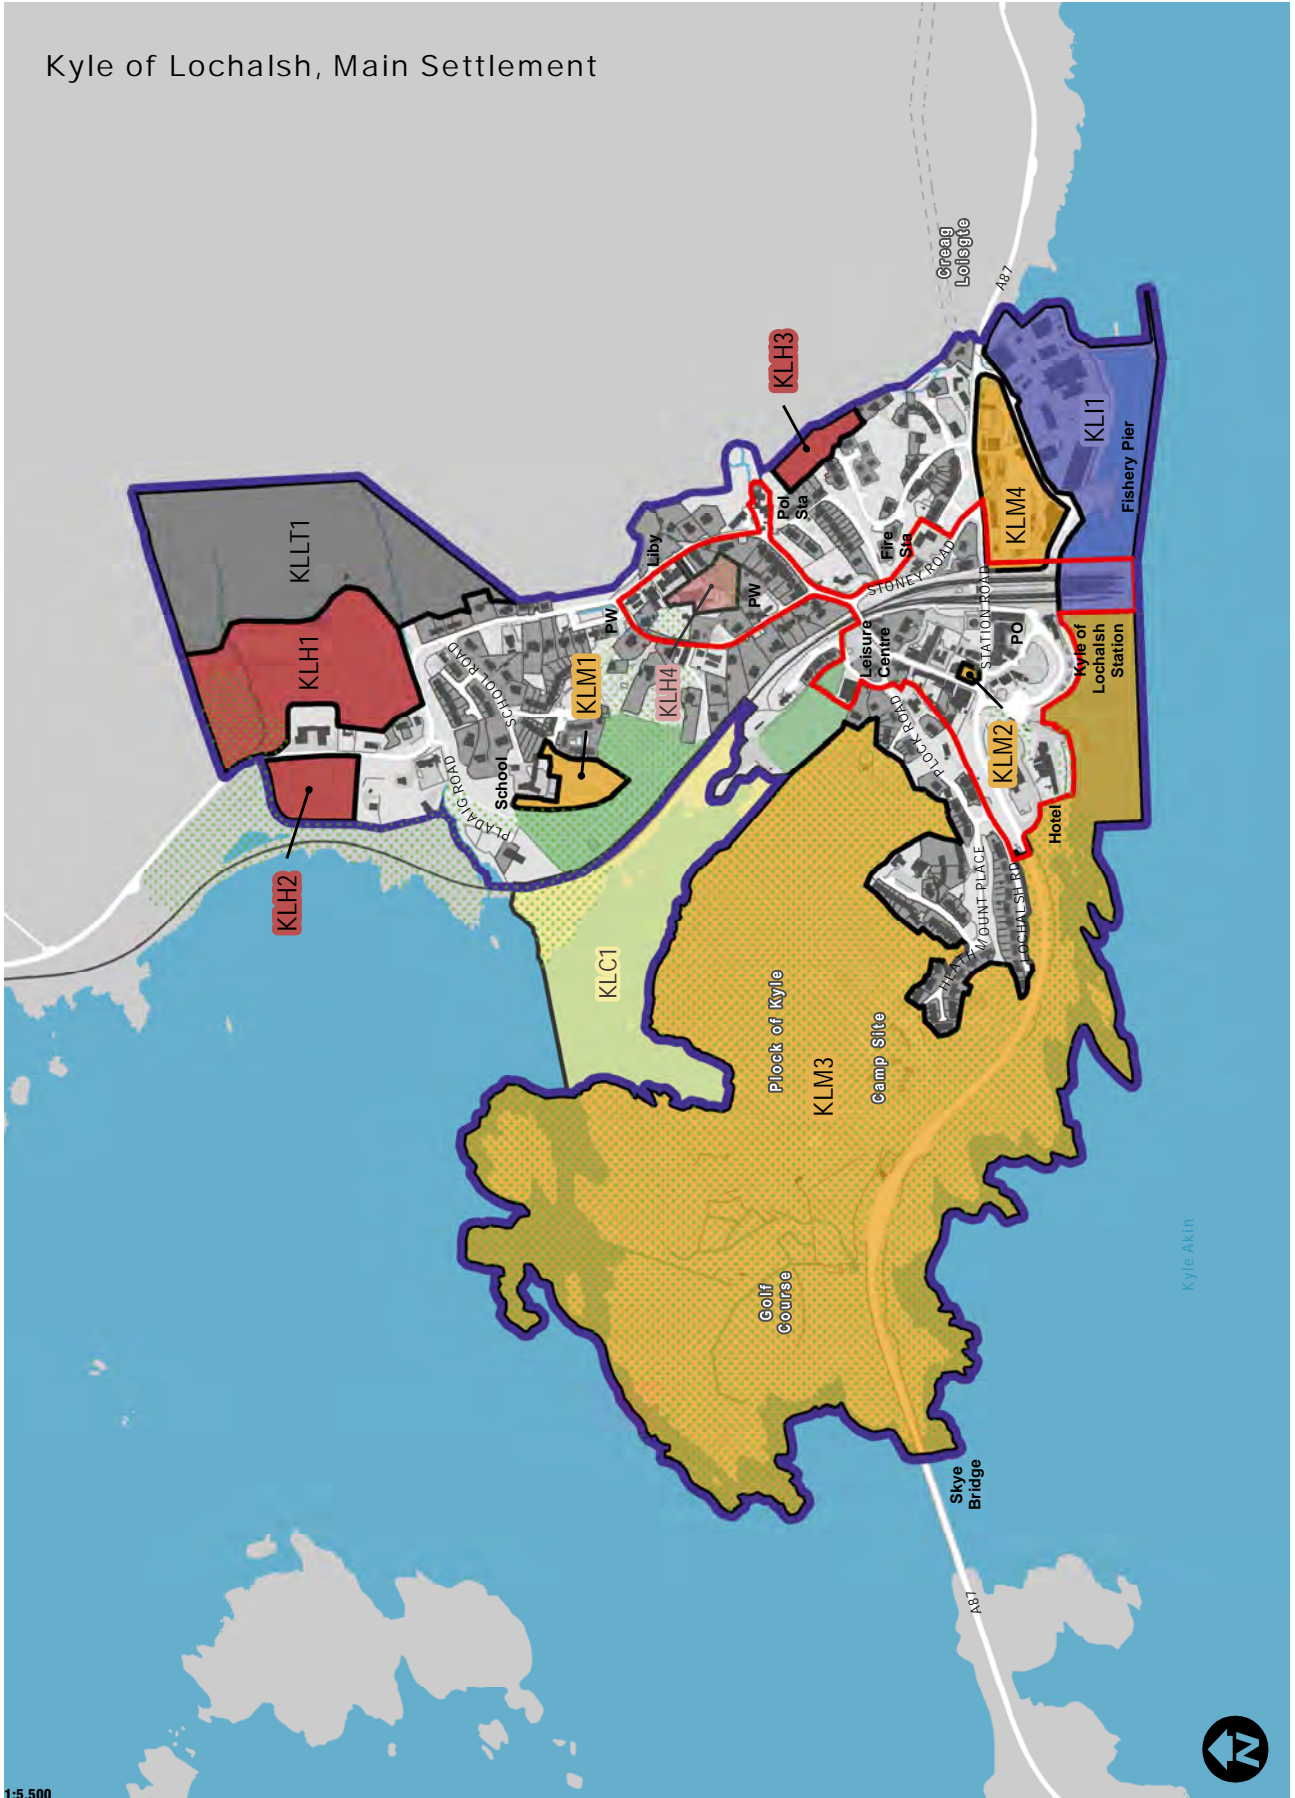 Kyle of Lochalsh, Main Settlement
Creag
Loisgte
A87
KLH3
KLI1
Fishery Pier
KLM4
Pol
Sta
Fire
Sta
STONEY ROAD
KLLT1
KLH1
Liby
PW
PW
SCHOOL ROAD
KLM1
KLH4
Leisure
Centre
STATION ROAD
PO
Kyle of
Lochalsh
Station
KLM2
PLOCK ROAD
School
PLADAIG ROAD
KLH2
Hotel
HEATHMOUNT PLACE
LOCHALSH RD
KLC1
Plock of Kyle
Camp Site
KLM3
Golf
Course
Kyle Akin
Skye
Bridge
A87
N
1:5,500